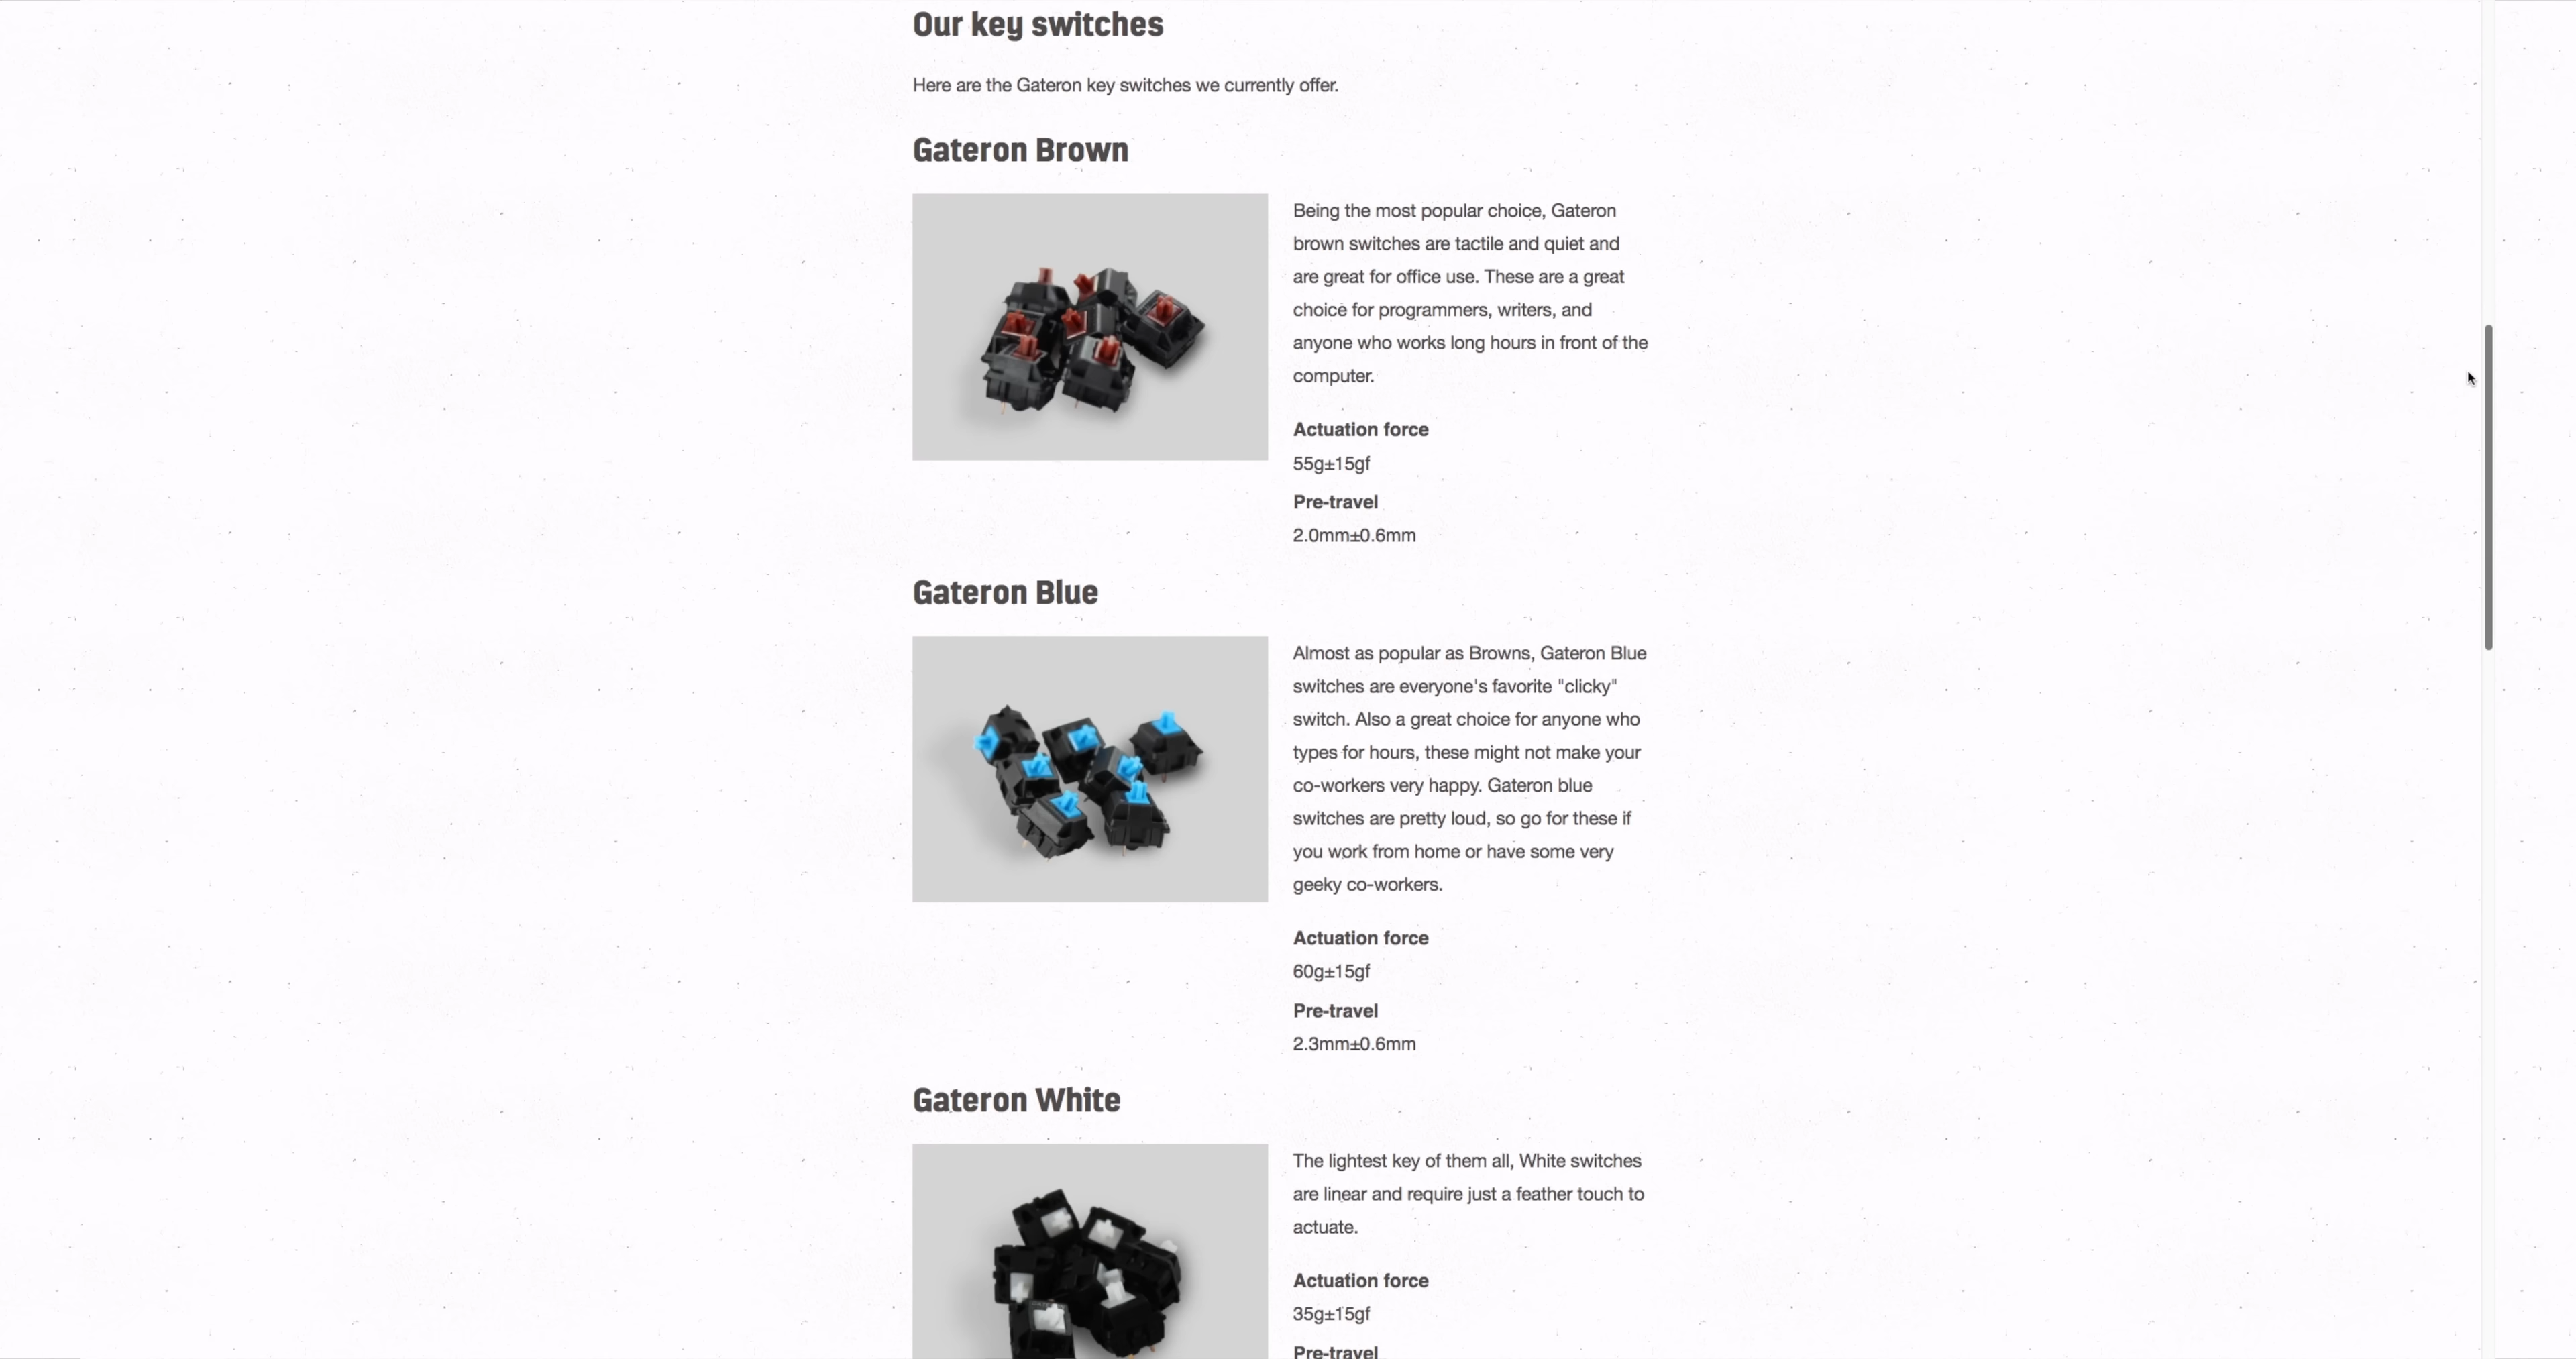 Our key switches
Here are the Gateron key switches we currently offer.
Gateron Brown
Being the most popular choice, Gateron
brown switches are tactile and quiet and
are great for office use. These are a great
choice for programmers, writers, and
anyone who works long hours in front of the
computer.
Actuation force
55g±15gf
Pre-travel
2.0mm±0.6mm
Gateron Blue
Almost as popular as Browns, Gateron Blue
switches are everyone's favorite "clicky"
switch. Also a great choice for anyone who
types for hours, these might not make your
co-workers very happy. Gateron blue
switches are pretty loud, so go for these if
you work from home or have some very
geeky co-workers.
Actuation force
60g±15gf
Pre-travel
2.3mm±0.6mm
Gateron White
The lightest key of them all, White switches
are linear and require just a feather touch to
actuate.
Actuation force
35g±15gf
Pre-travel